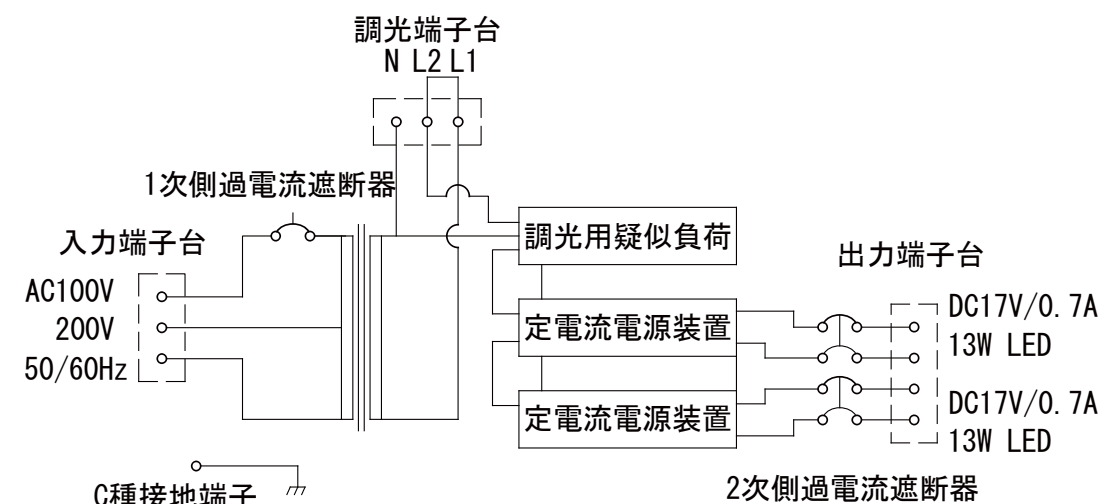 調光端子台
N L2 L1
1次側過電流遮断器
入力端子台
AC100V
200V
50/60Hz
C種接地端子
調光用疑似負荷
定電流電源装置
定電流電源装置
出力端子台
DC17V/0.7A
13W LED
DC17V/0.7A
13W LED
2次側過電流遮断器